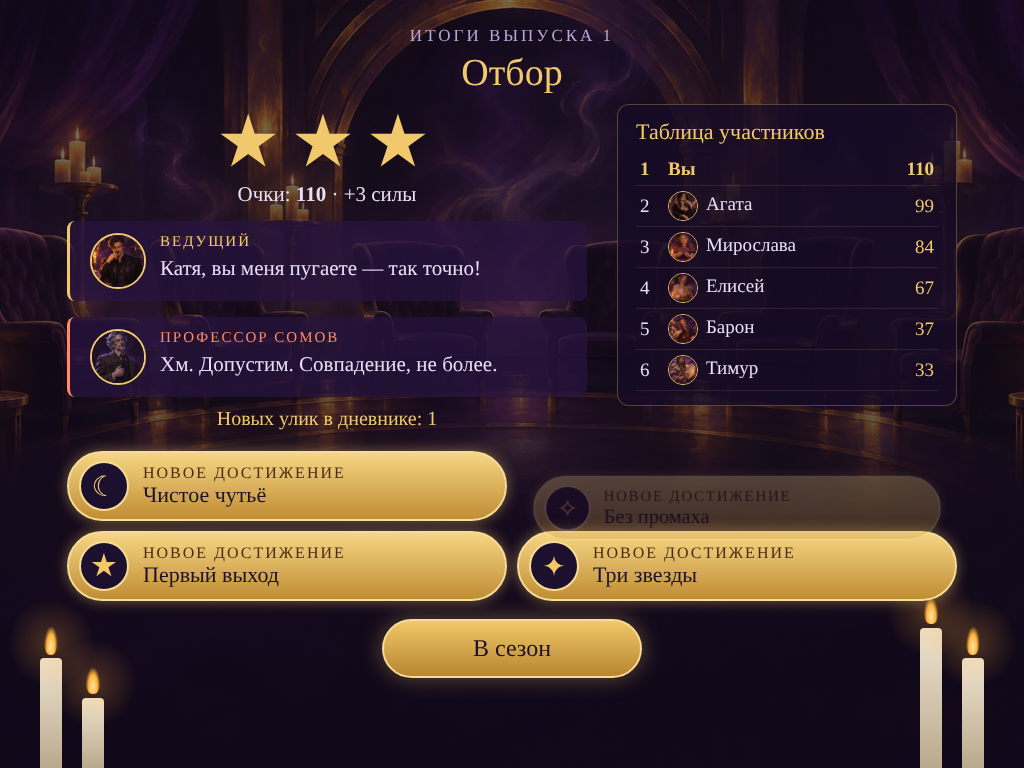 ИТОГИ ВЫПУСКА 1
Отбор
Очки: 110 · +3 силы
ВЕДУЩИЙ
Катя, вы меня пугаете — так точно!
ПРОФЕССОР СОМОВ
Хм. Допустим. Совпадение, не более.
Новых улик в дневнике: 1
Таблица участников
1 Вы 110
2 Агата 99
3 Мирослава 84
4 Елисей 67
5 Барон 37
6 Тимур 33
НОВОЕ ДОСТИЖЕНИЕ
Чистое чутьё
НОВОЕ ДОСТИЖЕНИЕ
Без промаха
НОВОЕ ДОСТИЖЕНИЕ
Первый выход
НОВОЕ ДОСТИЖЕНИЕ
Три звезды
В сезон